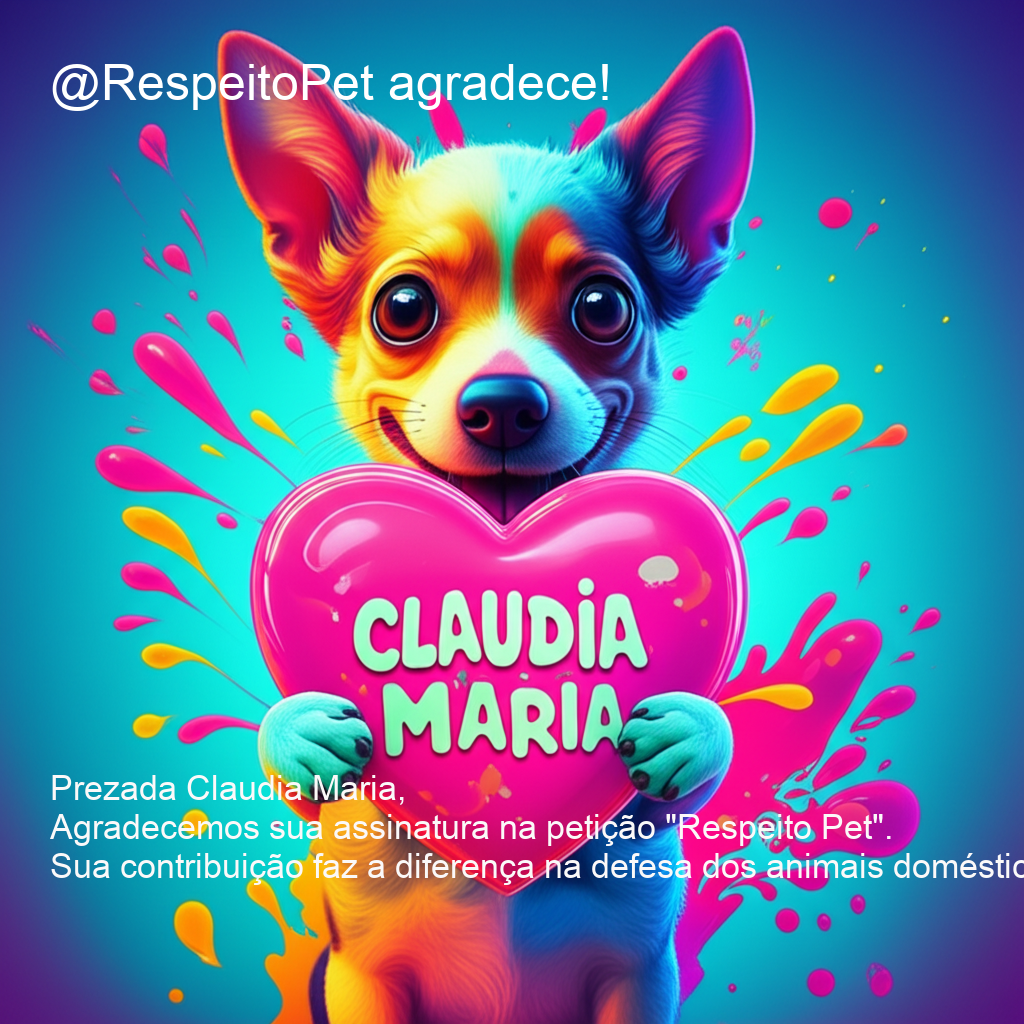 @RespeitoPet agradece!
CLAUDIA
MARIA
Prezada Claudia Maria,
Agradecemos sua assinatura na petição "Respeito Pet".
Sua contribuição faz a diferença na defesa dos animais doméstic